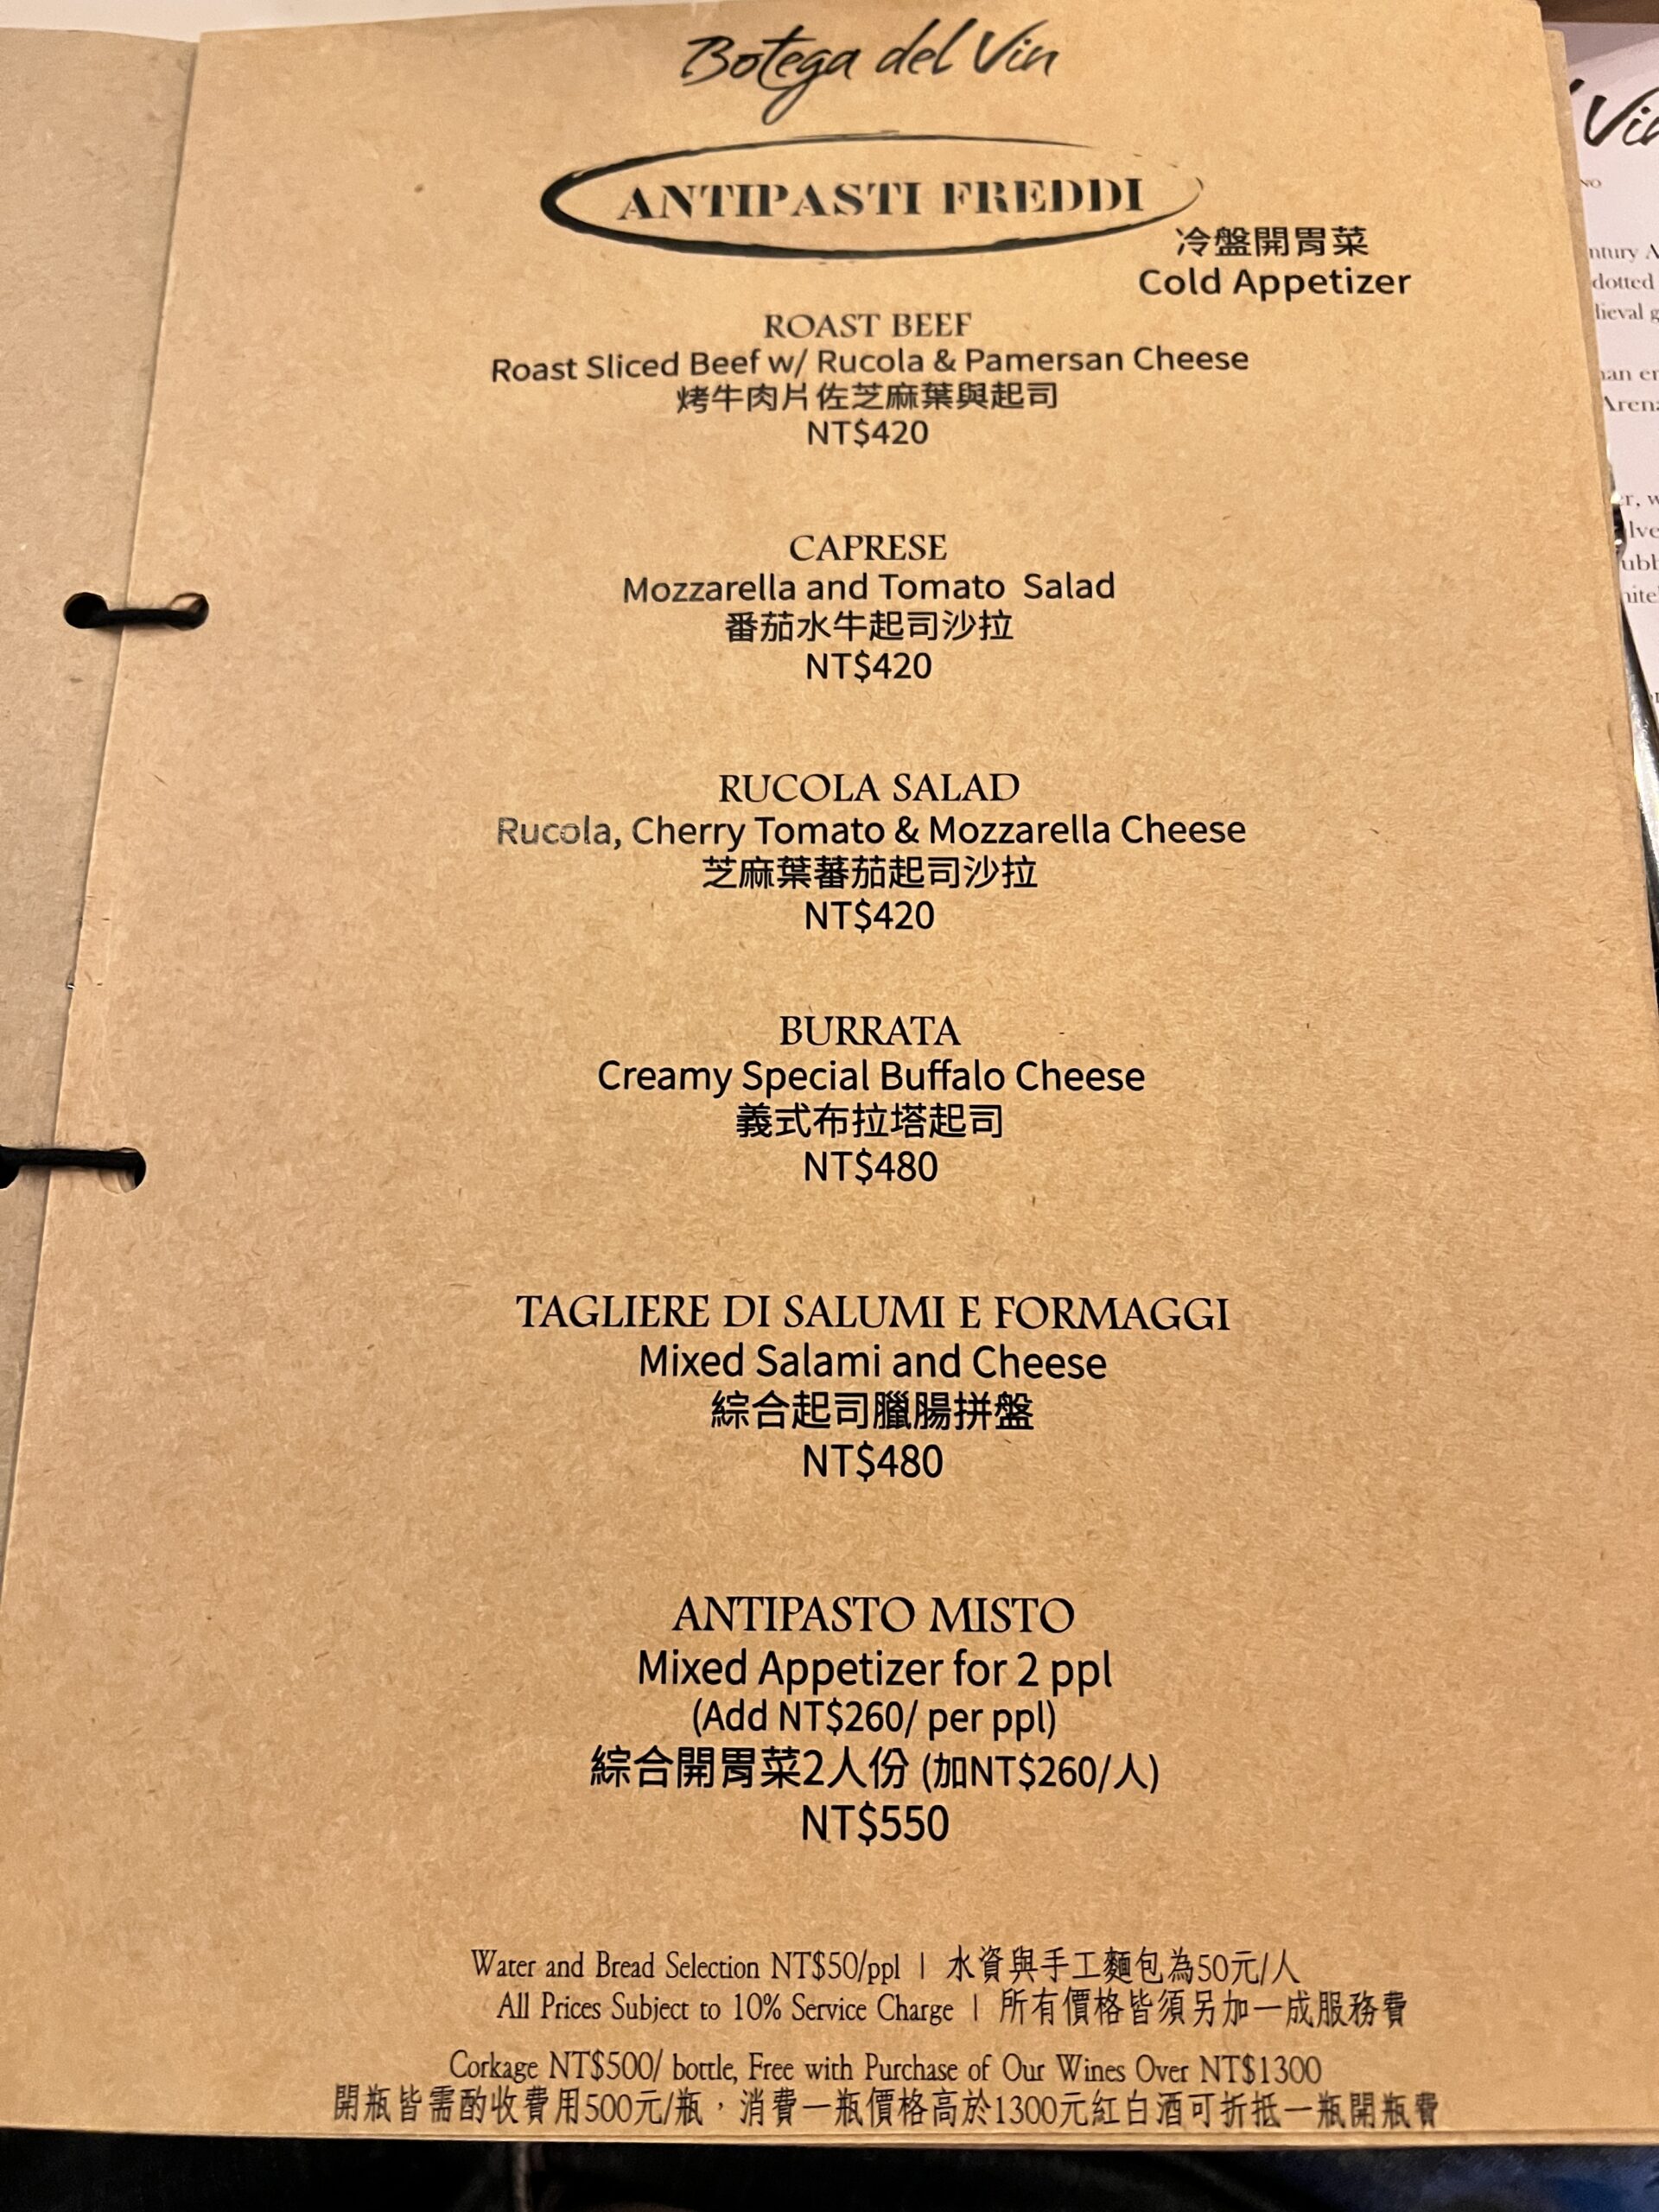 Botega del Vin
ANTIPASTI FREDDI
冷盤開胃菜
Cold Appetizer
ROAST BEEF
Roast Sliced Beef w/ Rucola & Pamersan Cheese
烤牛肉片佐芝麻葉與起司
NT$420
CAPRESE
Mozzarella and Tomato Salad
番茄水牛起司沙拉
NT$420
RUCOLA SALAD
Rucola, Cherry Tomato & Mozzarella Cheese
芝麻葉蕃茄起司沙拉
NT$420
BURRATA
Creamy Special Buffalo Cheese
義式布拉塔起司
NT$480
TAGLIERE DI SALUMI E FORMAGGI
Mixed Salami and Cheese
綜合起司臘腸拼盤
NT$480
ANTIPASTO MISTO
Mixed Appetizer for 2 ppl
(Add NT$260/ per ppl)
綜合開胃菜2人份 (加NT$260/人)
NT$550
Water and Bread Selection NT$50/ppl | 水資與手工麵包為50元/人
All Prices Subject to 10% Service Charge | 所有價格皆須另加一成服務費
Corkage NT$500/ bottle, Free with Purchase of Our Wines Over NT$1300
開瓶皆需酌收費用500元/瓶，消費一瓶價格高於1300元紅白酒可折抵一瓶開瓶費
Vin
dotted